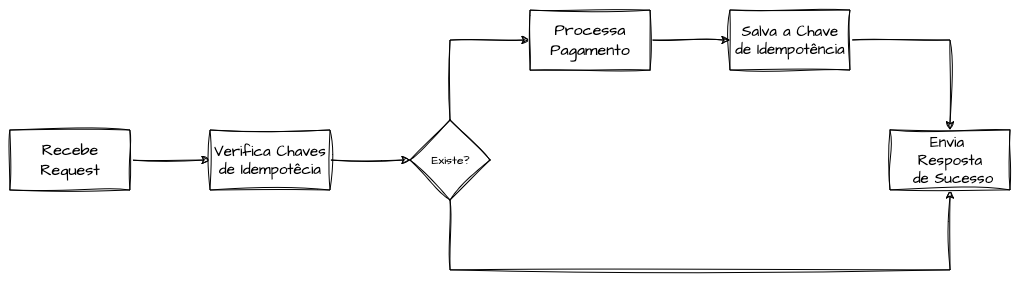 Recebe
Request
Verifica Chaves
de Idempotêcia
Existe?
Processa
Pagamento
Salva a Chave
de Idempotência
Envia
Resposta
de Sucesso